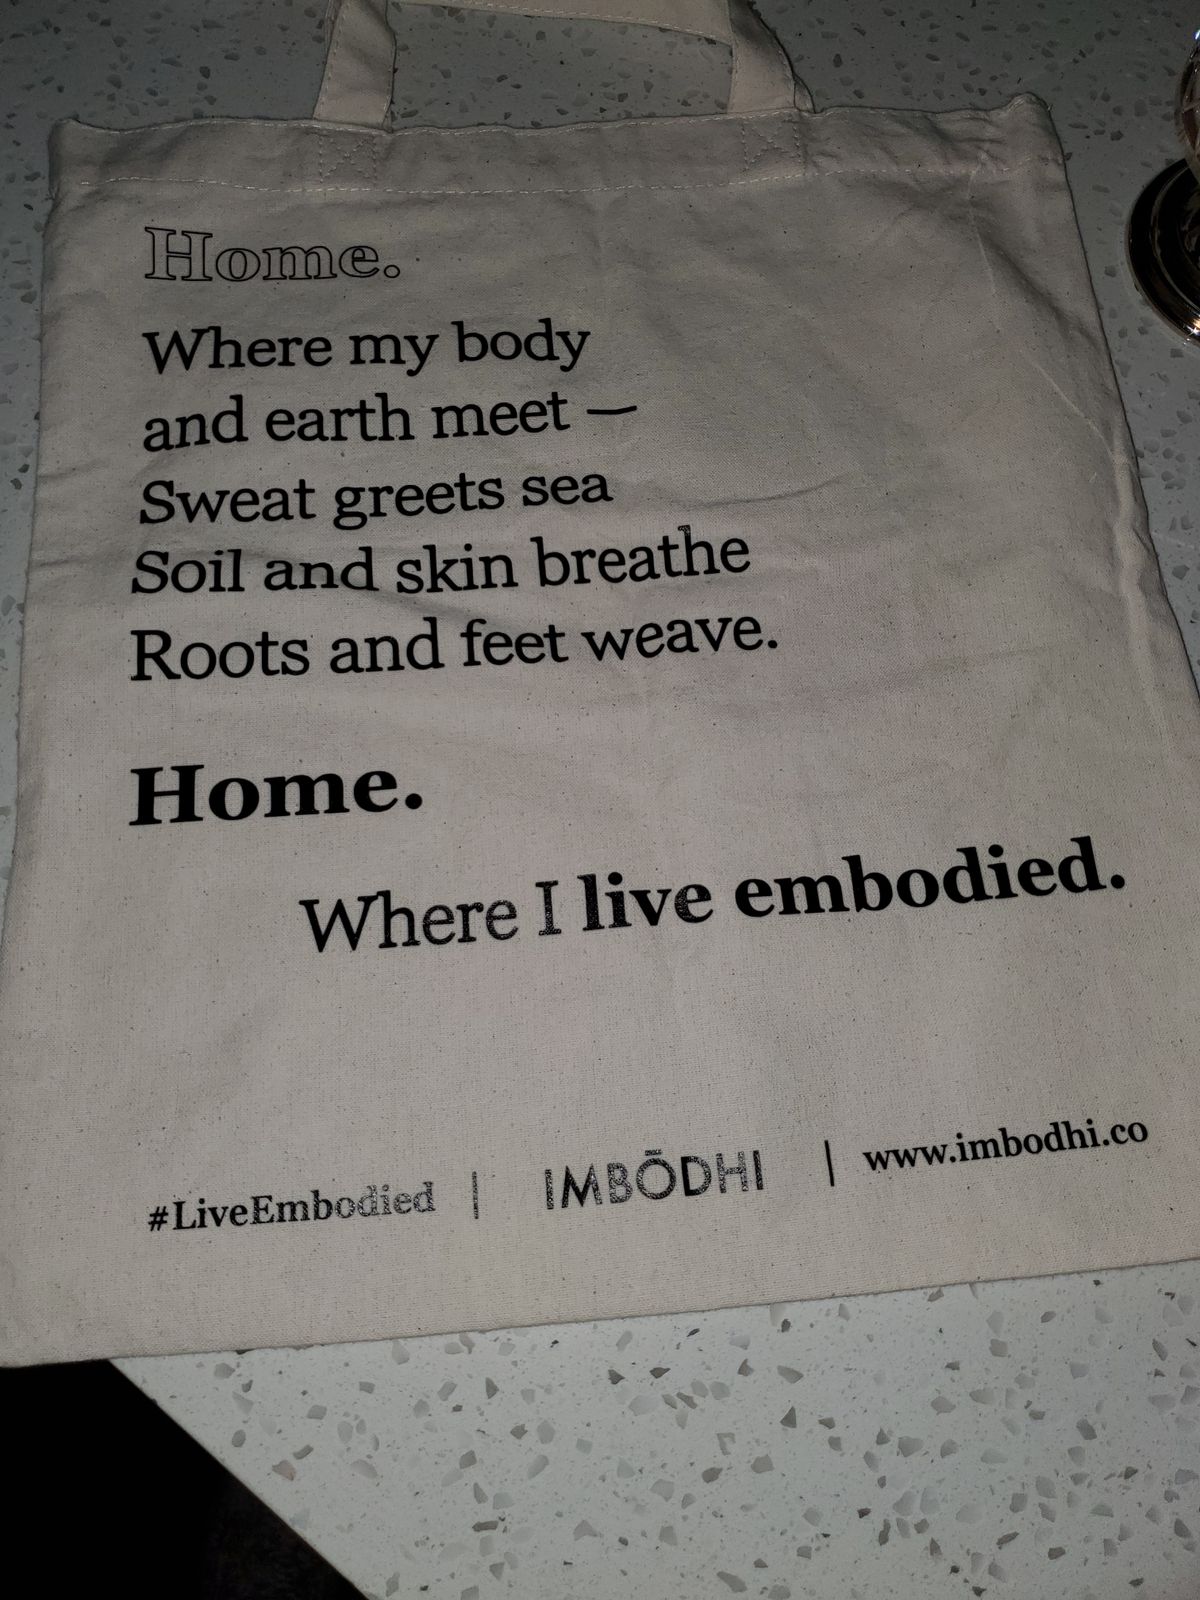 Home.
Where my body
and earth meet —
Sweat greets sea
Soil and skin breathe
Roots and feet weave.
Home.
Where I live embodied.
#LiveEmbodied | IMBŌDHI | www.imbodhi.co